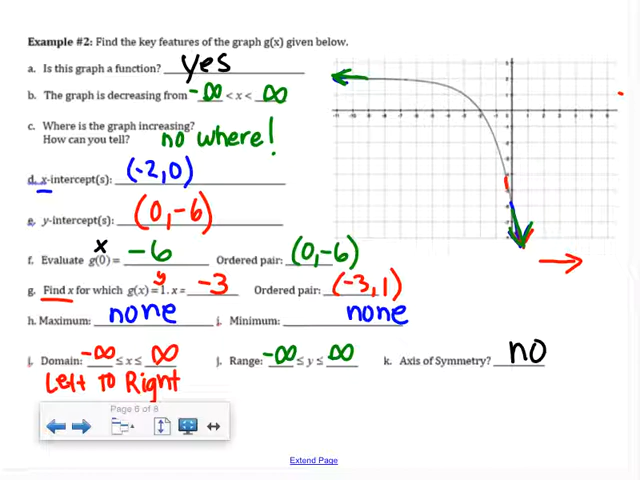 Example #2: Find the key features of the graph g(x) given below.
a. Is this graph a function? yes
b. The graph is decreasing from -∞ < x < ∞
c. Where is the graph increasing?
How can you tell? no where!
d. x-intercept(s): (-2,0)
e. y-intercept(s): (0,-6)
x
f. Evaluate g(0)= -6 Ordered pair: (0,-6)
y
g. Find x for which g(x)=1. x= -3 Ordered pair: (-3,1)
h. Maximum: none i. Minimum: none
j. Domain: -∞ ≤ x ≤ ∞ j. Range: -∞ ≤ y ≤ ∞ k. Axis of Symmetry? no
Left to Right
Page 6 of 8
Extend Page